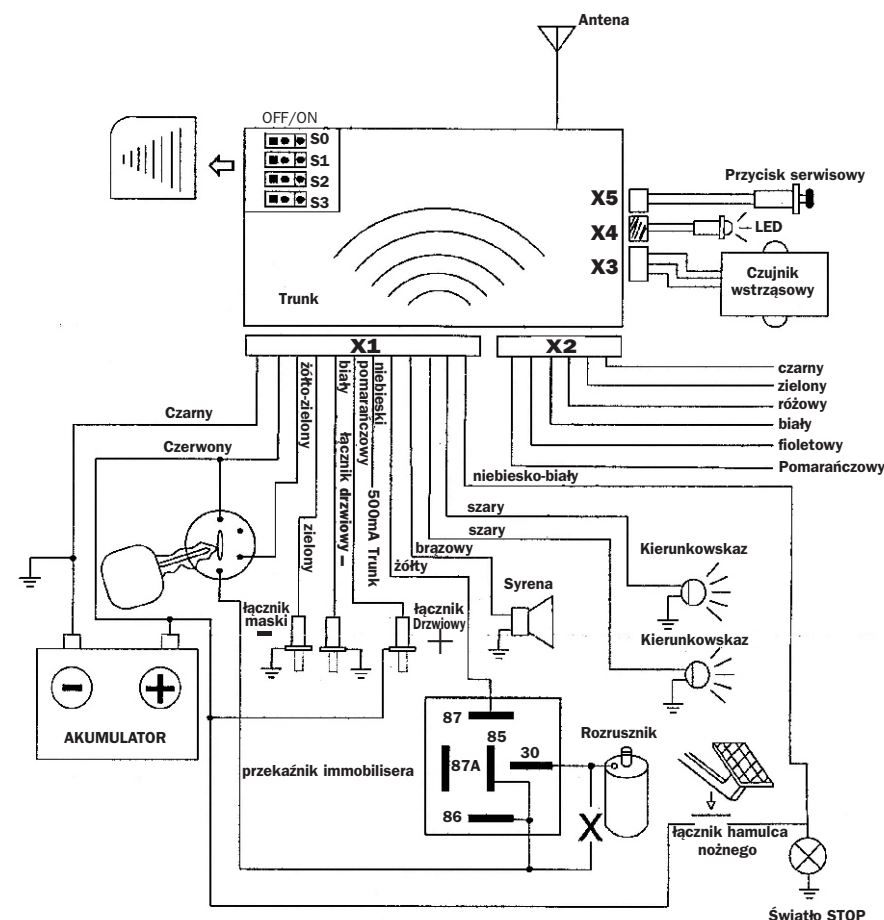 Antena
OFF/ON
S0
S1
S2
S3
X5
X4
X3
Przycisk serwisowy
LED
Czujnik
wstrząsowy
Trunk
X1
X2
czarny
zielony
różowy
biały
fioletowy
Pomarańczowy
niebiesko-biały
Czarny
Czerwony
żółto-zielony
zielony
biały
łącznik drzwiowy –
pomarańczowy
niebieski
500mA Trunk
szary
szary
brązowy
żółty
Syrena
Kierunkowskaz
Kierunkowskaz
łącznik
maski
–
łącznik
Drzwiowy
+
–
+
AKUMULATOR
87
85
30
87A
86
przekaźnik immobilisera
Rozrusznik
X
łącznik hamulca
nożnego
Światło STOP